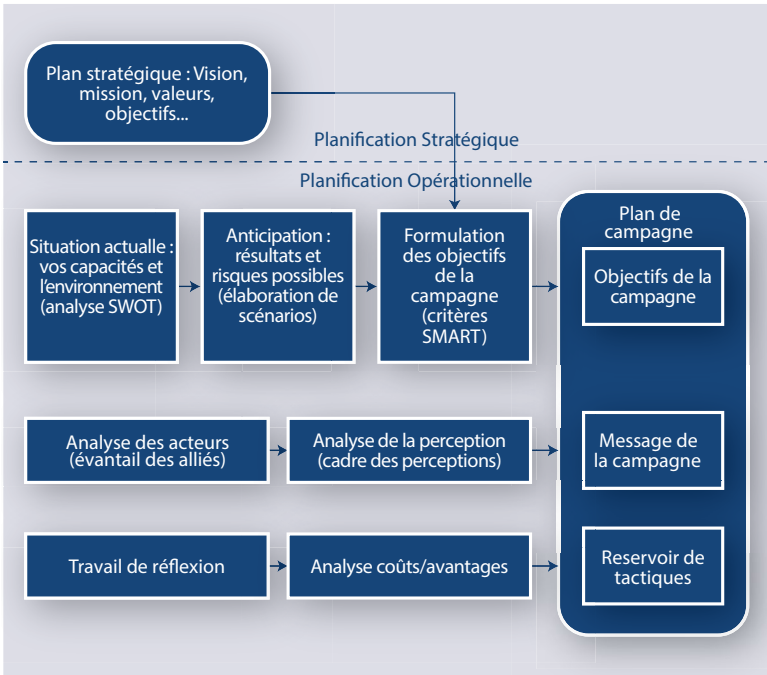 Plan stratégique : Vision,
mission, valeurs,
objectifs...
Planification Stratégique
Planification Opérationnelle
Situation actualle :
vos capacités et
l'environnement
(analyse SWOT)
Anticipation :
résultats et
risques possibles
(élaboration de
scénarios)
Formulation
des objectifs
de la
campagne
(critères
SMART)
Plan de
campagne
Objectifs de la
campagne
Analyse des acteurs
(évantail des alliés)
Analyse de la perception
(cadre des perceptions)
Message de
la campagne
Travail de réflexion
Analyse coûts/avantages
Reservoir de
tactiques